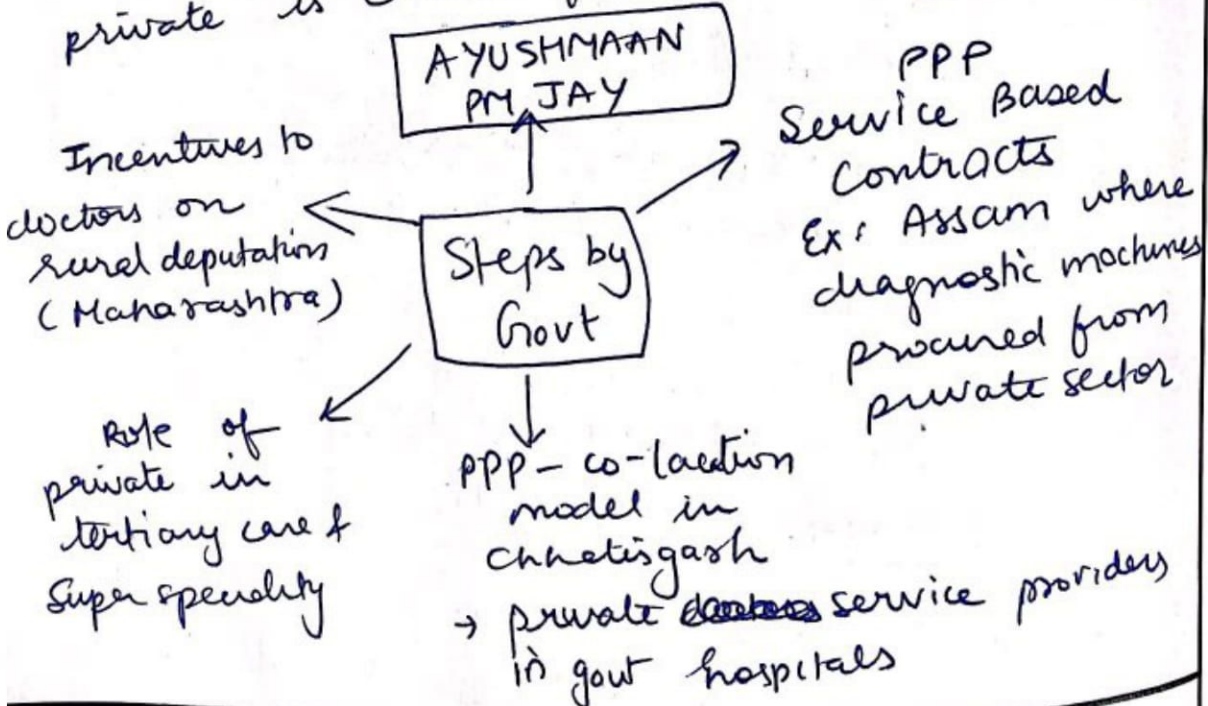 private is
AYUSHMAAN
PM JAY
PPP
Service Based
Contracts
Ex: Assam where
diagnostic machines
procured from
private sector
Incentives to
doctors on
rural deputation
(Maharashtra)
Steps by
Govt
Role of
private in
tertiary care &
Super speciality
PPP - co-location
model in
Chhatisgarh
→ private service providers
in govt hospitals